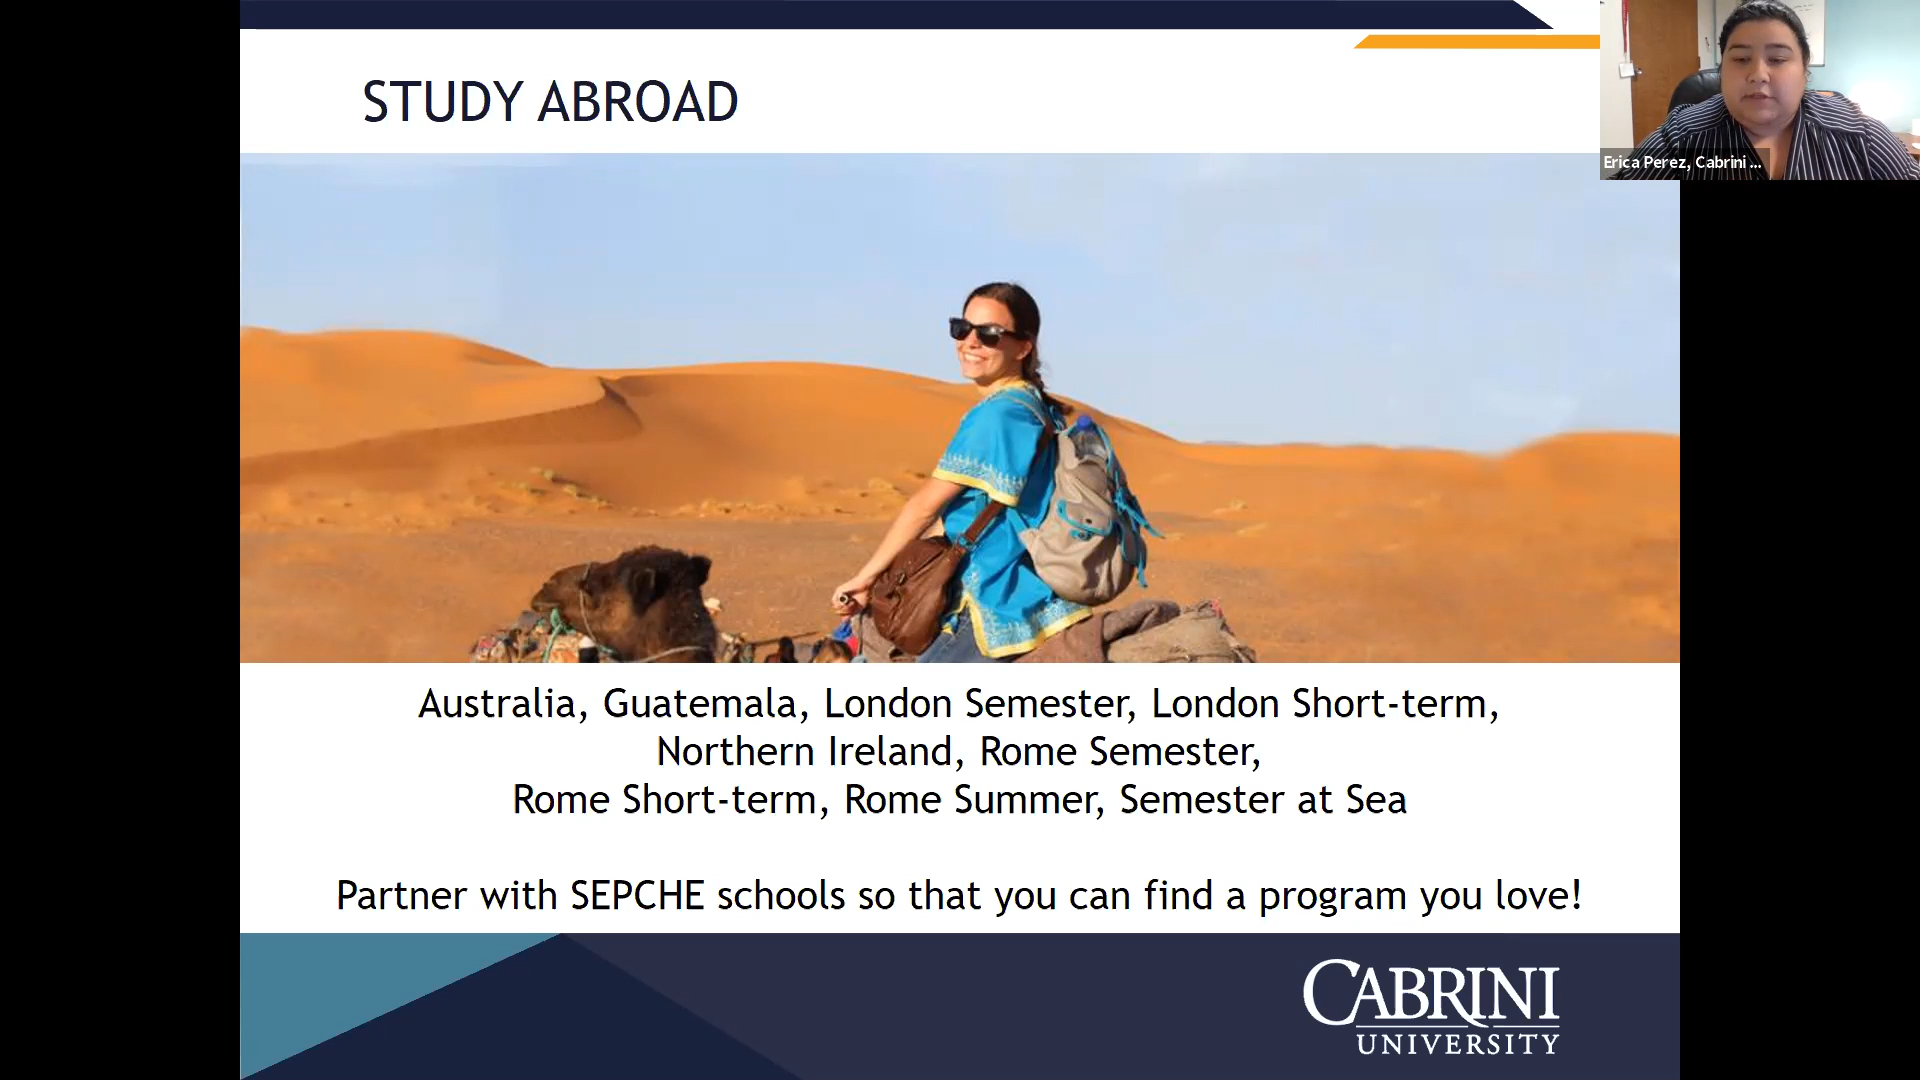 STUDY ABROAD
Erica Perez, Cabrini ...
Australia, Guatemala, London Semester, London Short-term,
Northern Ireland, Rome Semester,
Rome Short-term, Rome Summer, Semester at Sea
Partner with SEPCHE schools so that you can find a program you love!
CABRINI
UNIVERSITY